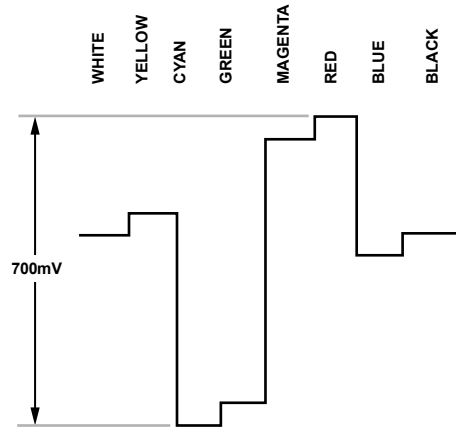 WHITE
YELLOW
CYAN
GREEN
MAGENTA
RED
BLUE
BLACK
700mV